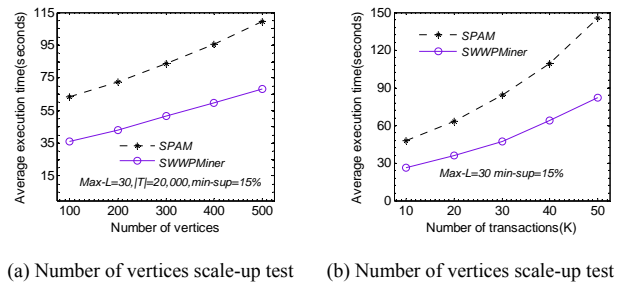 Average execution time(seconds)
115
95
75
55
35
15
SPAM
SWWPMiner
Max-L=30,|T|=20,000,min-sup=15%
100 200 300 400 500
Number of vertices
(a) Number of vertices scale-up test
Average execution time(seconds)
150
120
90
60
30
0
SPAM
SWWPMiner
Max-L=30 min-sup=15%
10 20 30 40 50
Number of transactions(K)
(b) Number of vertices scale-up test